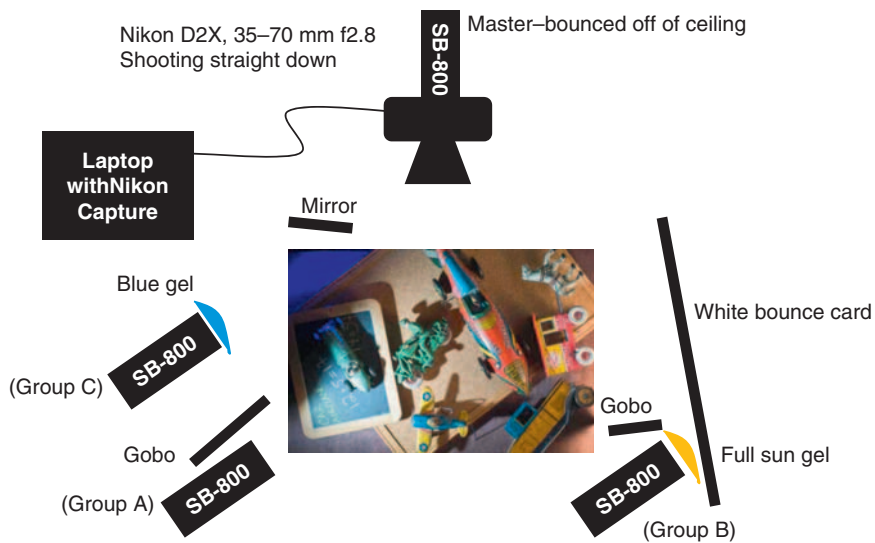 Nikon D2X, 35–70 mm f2.8
Shooting straight down
SB-800
Master–bounced off of ceiling
Laptop
withNikon
Capture
Mirror
Blue gel
SB-800
(Group C)
White bounce card
Gobo
SB-800
(Group A)
Gobo
Full sun gel
SB-800
(Group B)